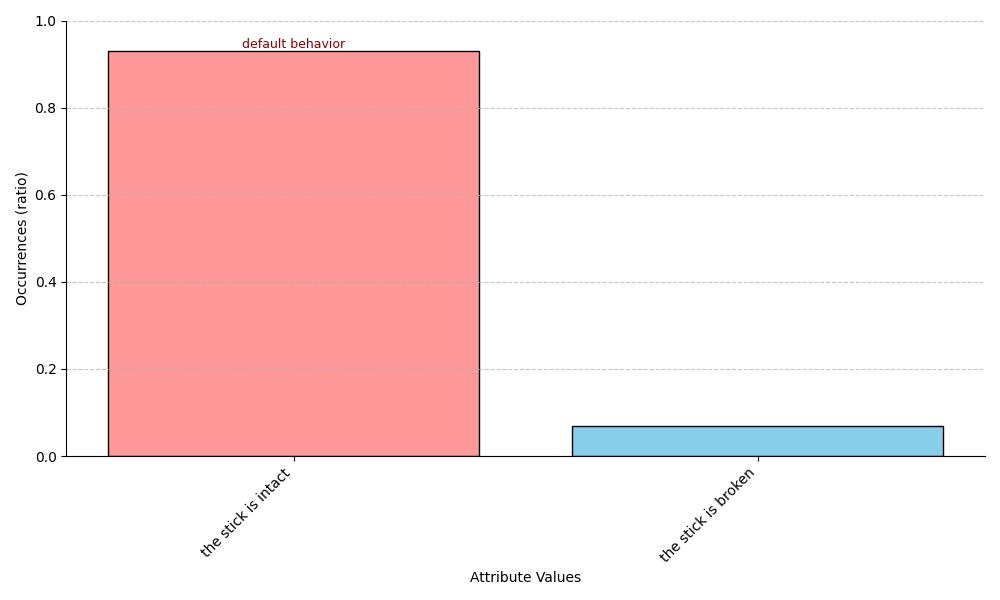 default behavior
1.0
0.8
0.6
0.4
0.2
0.0
Occurrences (ratio)
the stick is intact
the stick is broken
Attribute Values